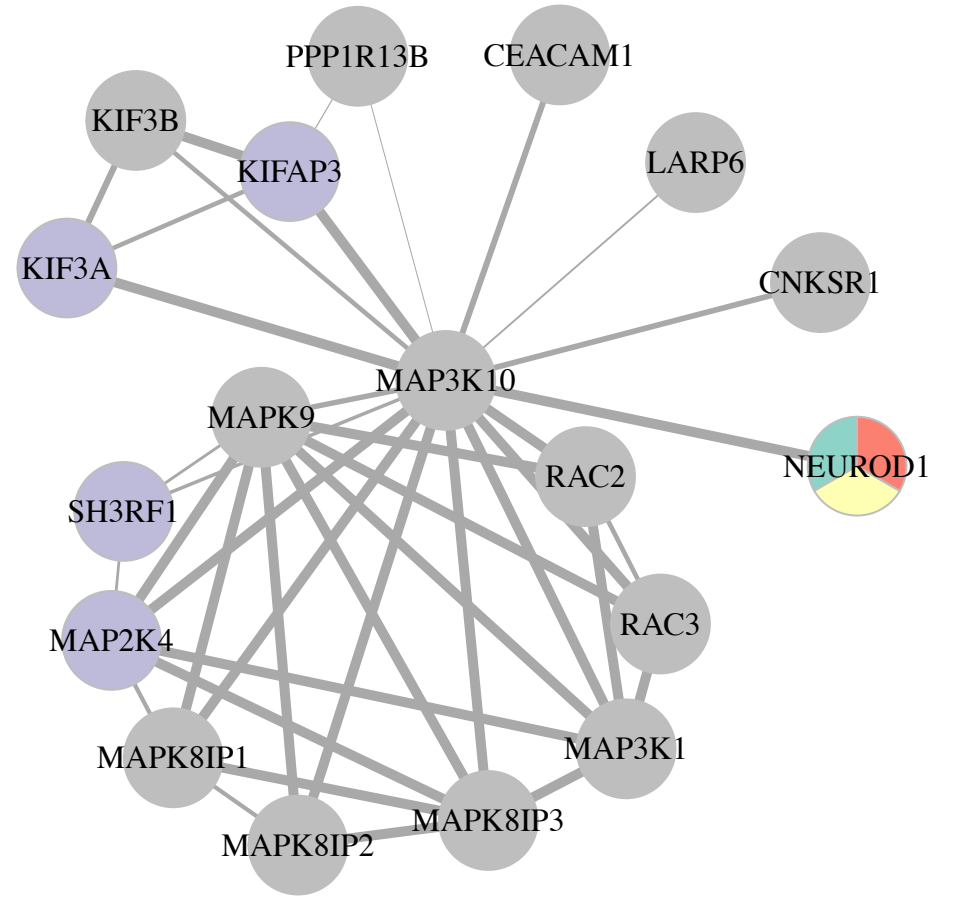 PPP1R13B
CEACAM1
KIF3B
LARP6
KIFAP3
KIF3A
CNKSR1
MAP3K10
MAPK9
NEUROD1
RAC2
SH3RF1
RAC3
MAP2K4
MAP3K1
MAPK8IP1
MAPK8IP3
MAPK8IP2